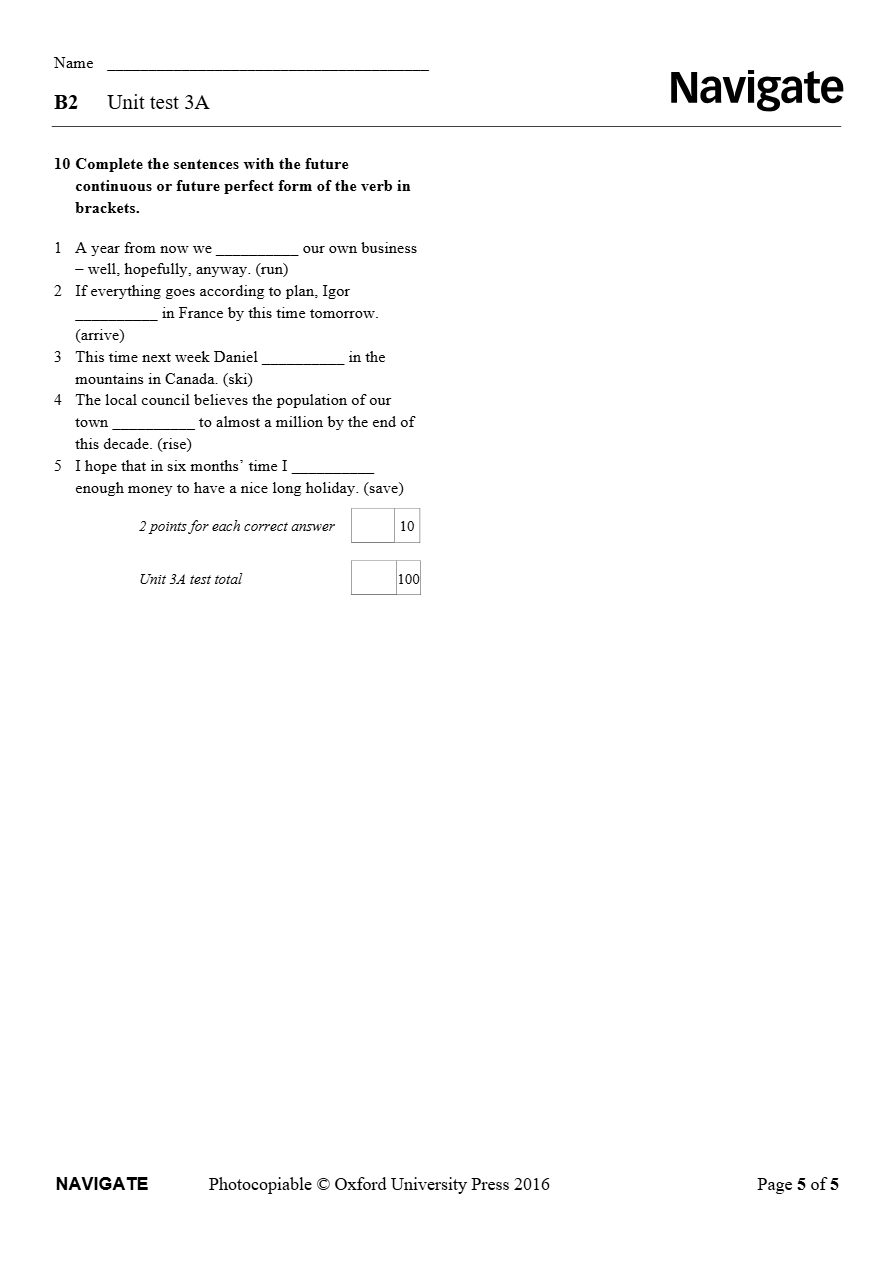 Name _______________________________________
Navigate
B2 Unit test 3A
10 Complete the sentences with the future
continuous or future perfect form of the verb in
brackets.
1 A year from now we __________ our own business
– well, hopefully, anyway. (run)
2 If everything goes according to plan, Igor
__________ in France by this time tomorrow.
(arrive)
3 This time next week Daniel __________ in the
mountains in Canada. (ski)
4 The local council believes the population of our
town __________ to almost a million by the end of
this decade. (rise)
5 I hope that in six months’ time I __________
enough money to have a nice long holiday. (save)
2 points for each correct answer 10
Unit 3A test total 100
NAVIGATE Photocopiable © Oxford University Press 2016 Page 5 of 5